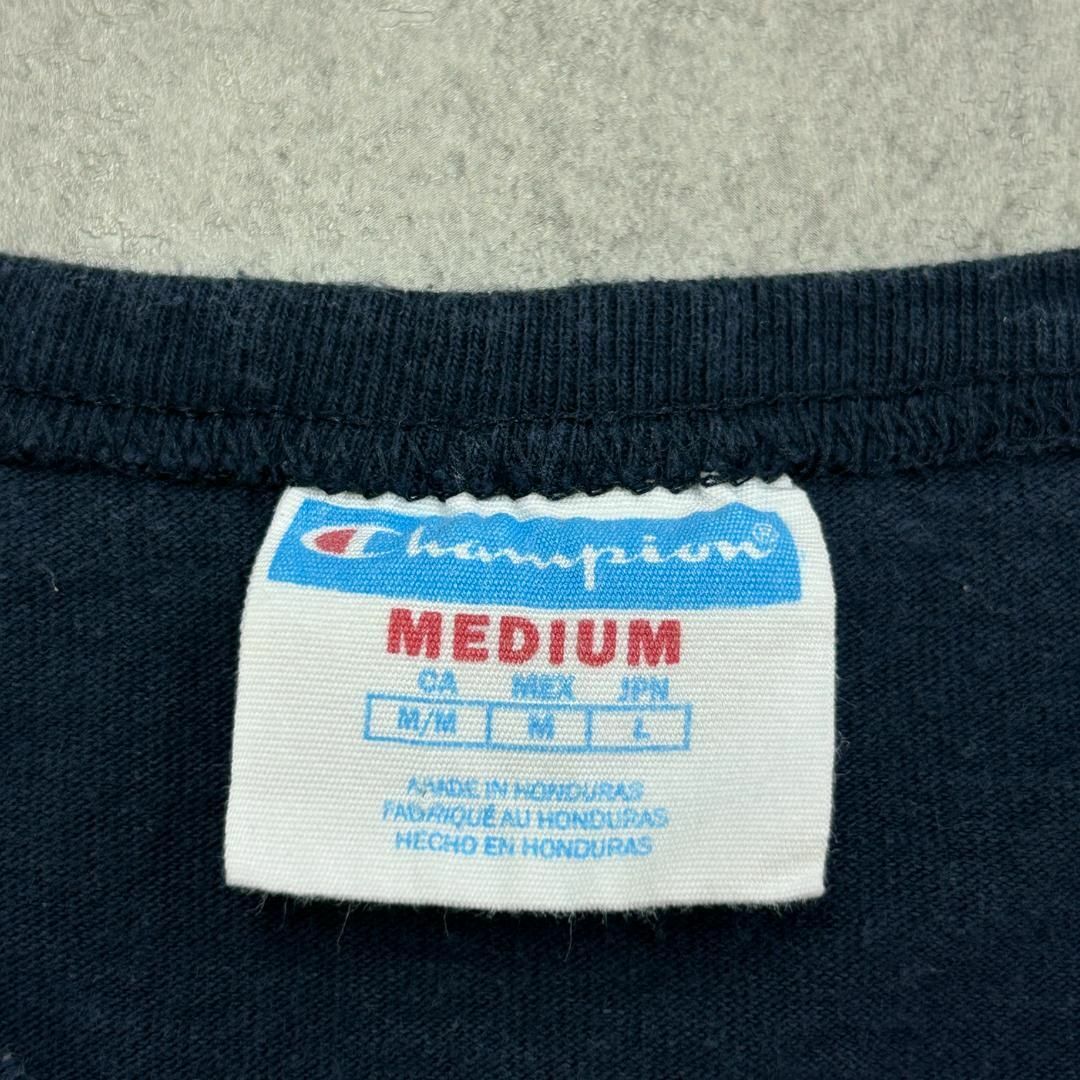 Champion®
MEDIUM
CA MEX JPN
M/M M L
MADE IN HONDURAS
FABRIQUÉ AU HONDURAS
HECHO EN HONDURAS